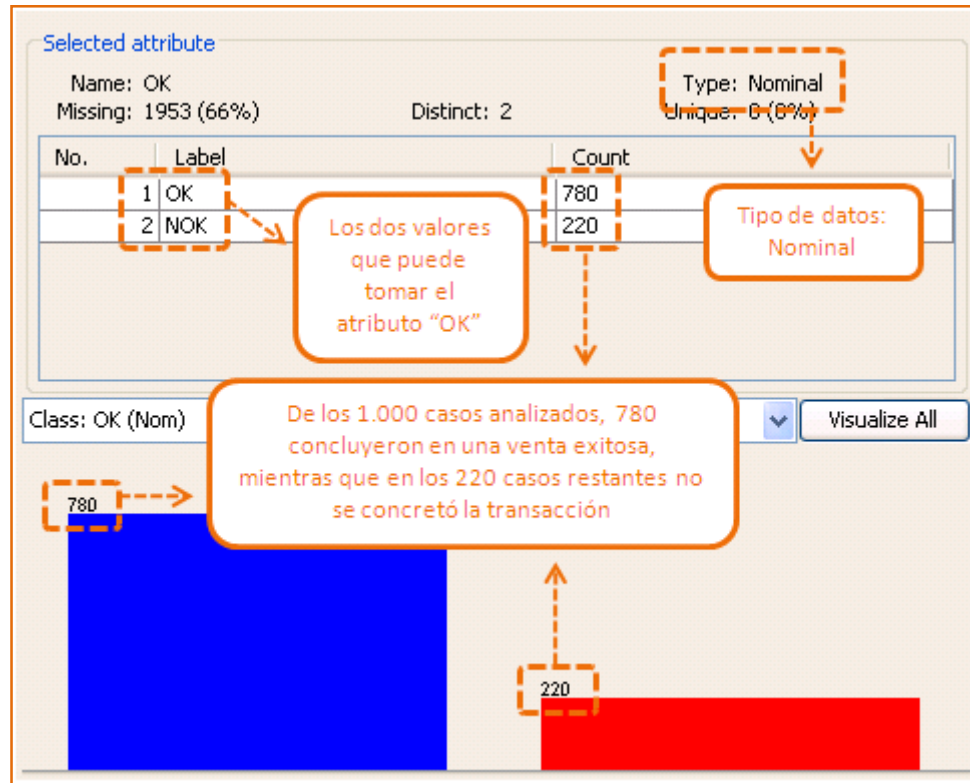 Selected attribute
Name: OK Type: Nominal
Missing: 1953 (66%) Distinct: 2 Unique: 0 (0%)
No. Label Count
1 OK 780
2 NOK 220
Los dos valores
que puede
tomar el
atributo “OK”
Tipo de datos:
Nominal
Class: OK (Nom) Visualize All
De los 1.000 casos analizados, 780
concluyeron en una venta exitosa,
mientras que en los 220 casos restantes no
se concretó la transacción
780
220